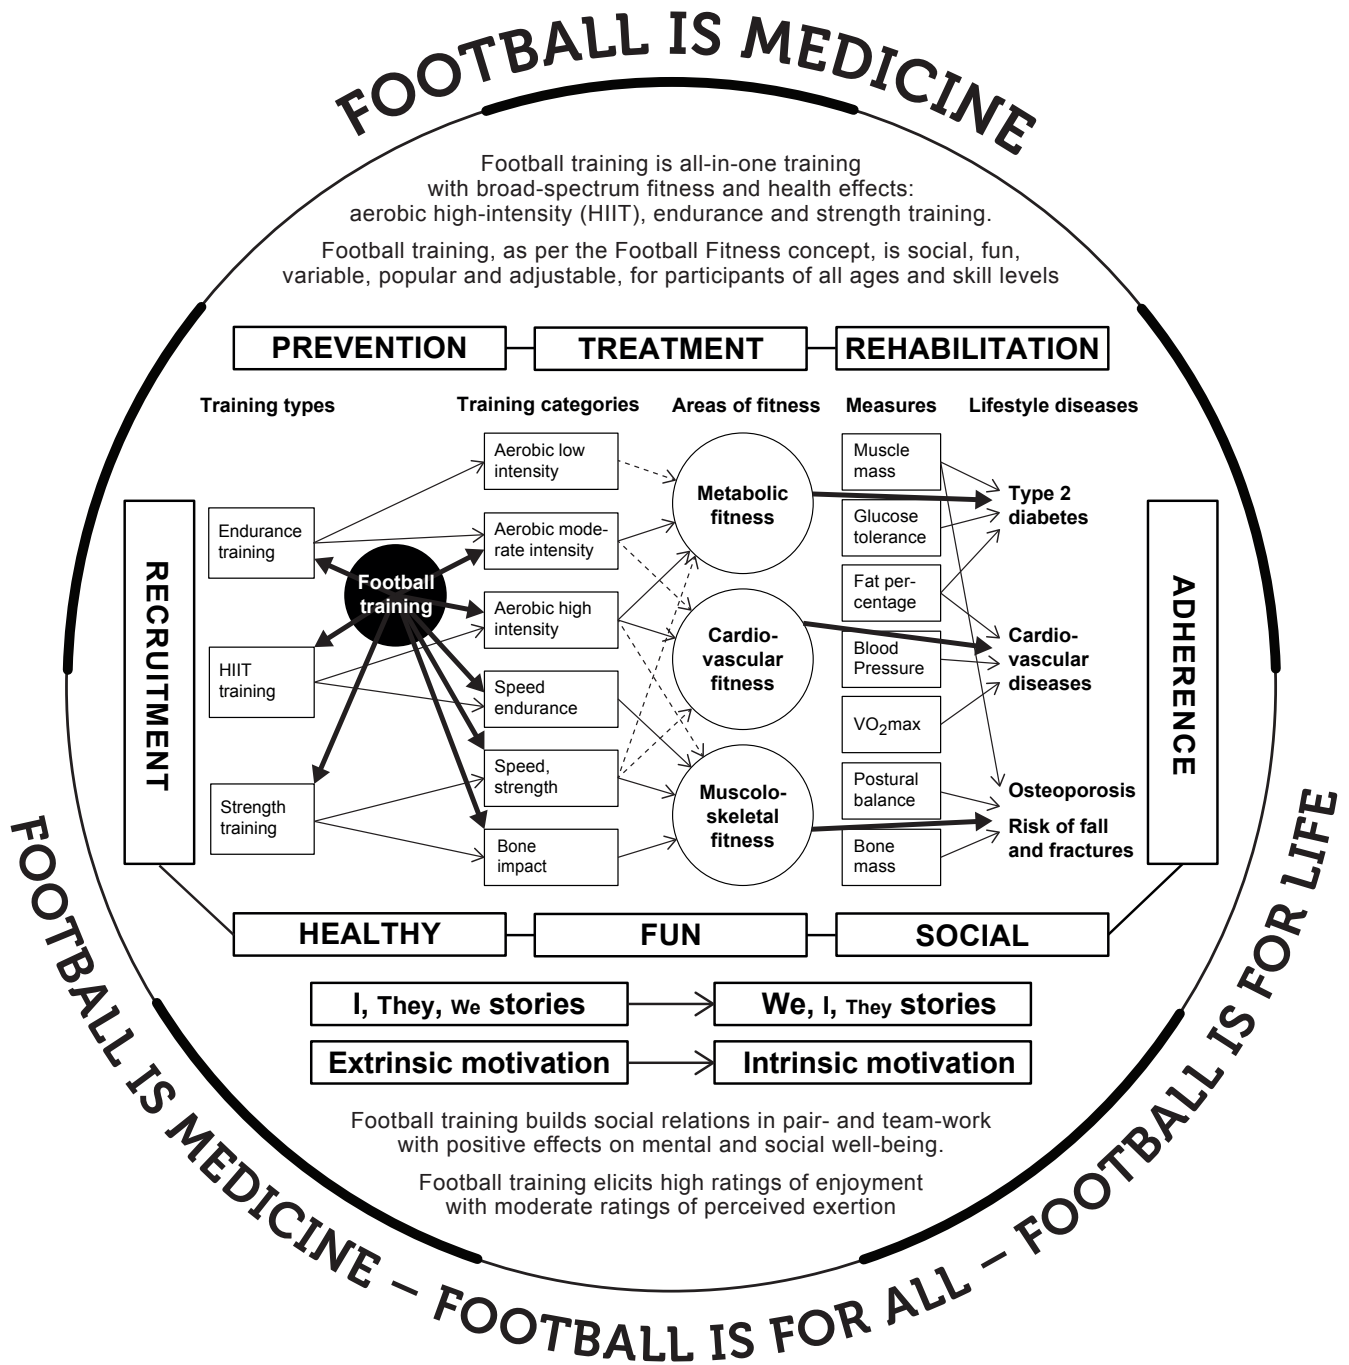 FOOTBALL IS MEDICINE
Football training is all-in-one training
with broad-spectrum fitness and health effects:
aerobic high-intensity (HIIT), endurance and strength training.
Football training, as per the Football Fitness concept, is social, fun,
variable, popular and adjustable, for participants of all ages and skill levels
PREVENTION
TREATMENT
REHABILITATION
Training types
Training categories
Areas of fitness
Measures
Lifestyle diseases
RECRUITMENT
Endurance
training
HIIT
training
Strength
training
Football
training
Aerobic low
intensity
Aerobic mode-
rate intensity
Aerobic high
intensity
Speed
endurance
Speed,
strength
Bone
impact
Metabolic
fitness
Cardio-
vascular
fitness
Muscolo-
skeletal
fitness
Muscle
mass
Glucose
tolerance
Fat per-
centage
Blood
Pressure
VO2max
Postural
balance
Bone
mass
Type 2
diabetes
Cardio-
vascular
diseases
Osteoporosis
Risk of fall
and fractures
ADHERENCE
HEALTHY
FUN
SOCIAL
I, They, We stories
We, I, They stories
Extrinsic motivation
Intrinsic motivation
Football training builds social relations in pair- and team-work
with positive effects on mental and social well-being.
Football training elicits high ratings of enjoyment
with moderate ratings of perceived exertion
FOOTBALL IS MEDICINE – FOOTBALL IS FOR ALL – FOOTBALL IS FOR LIFE